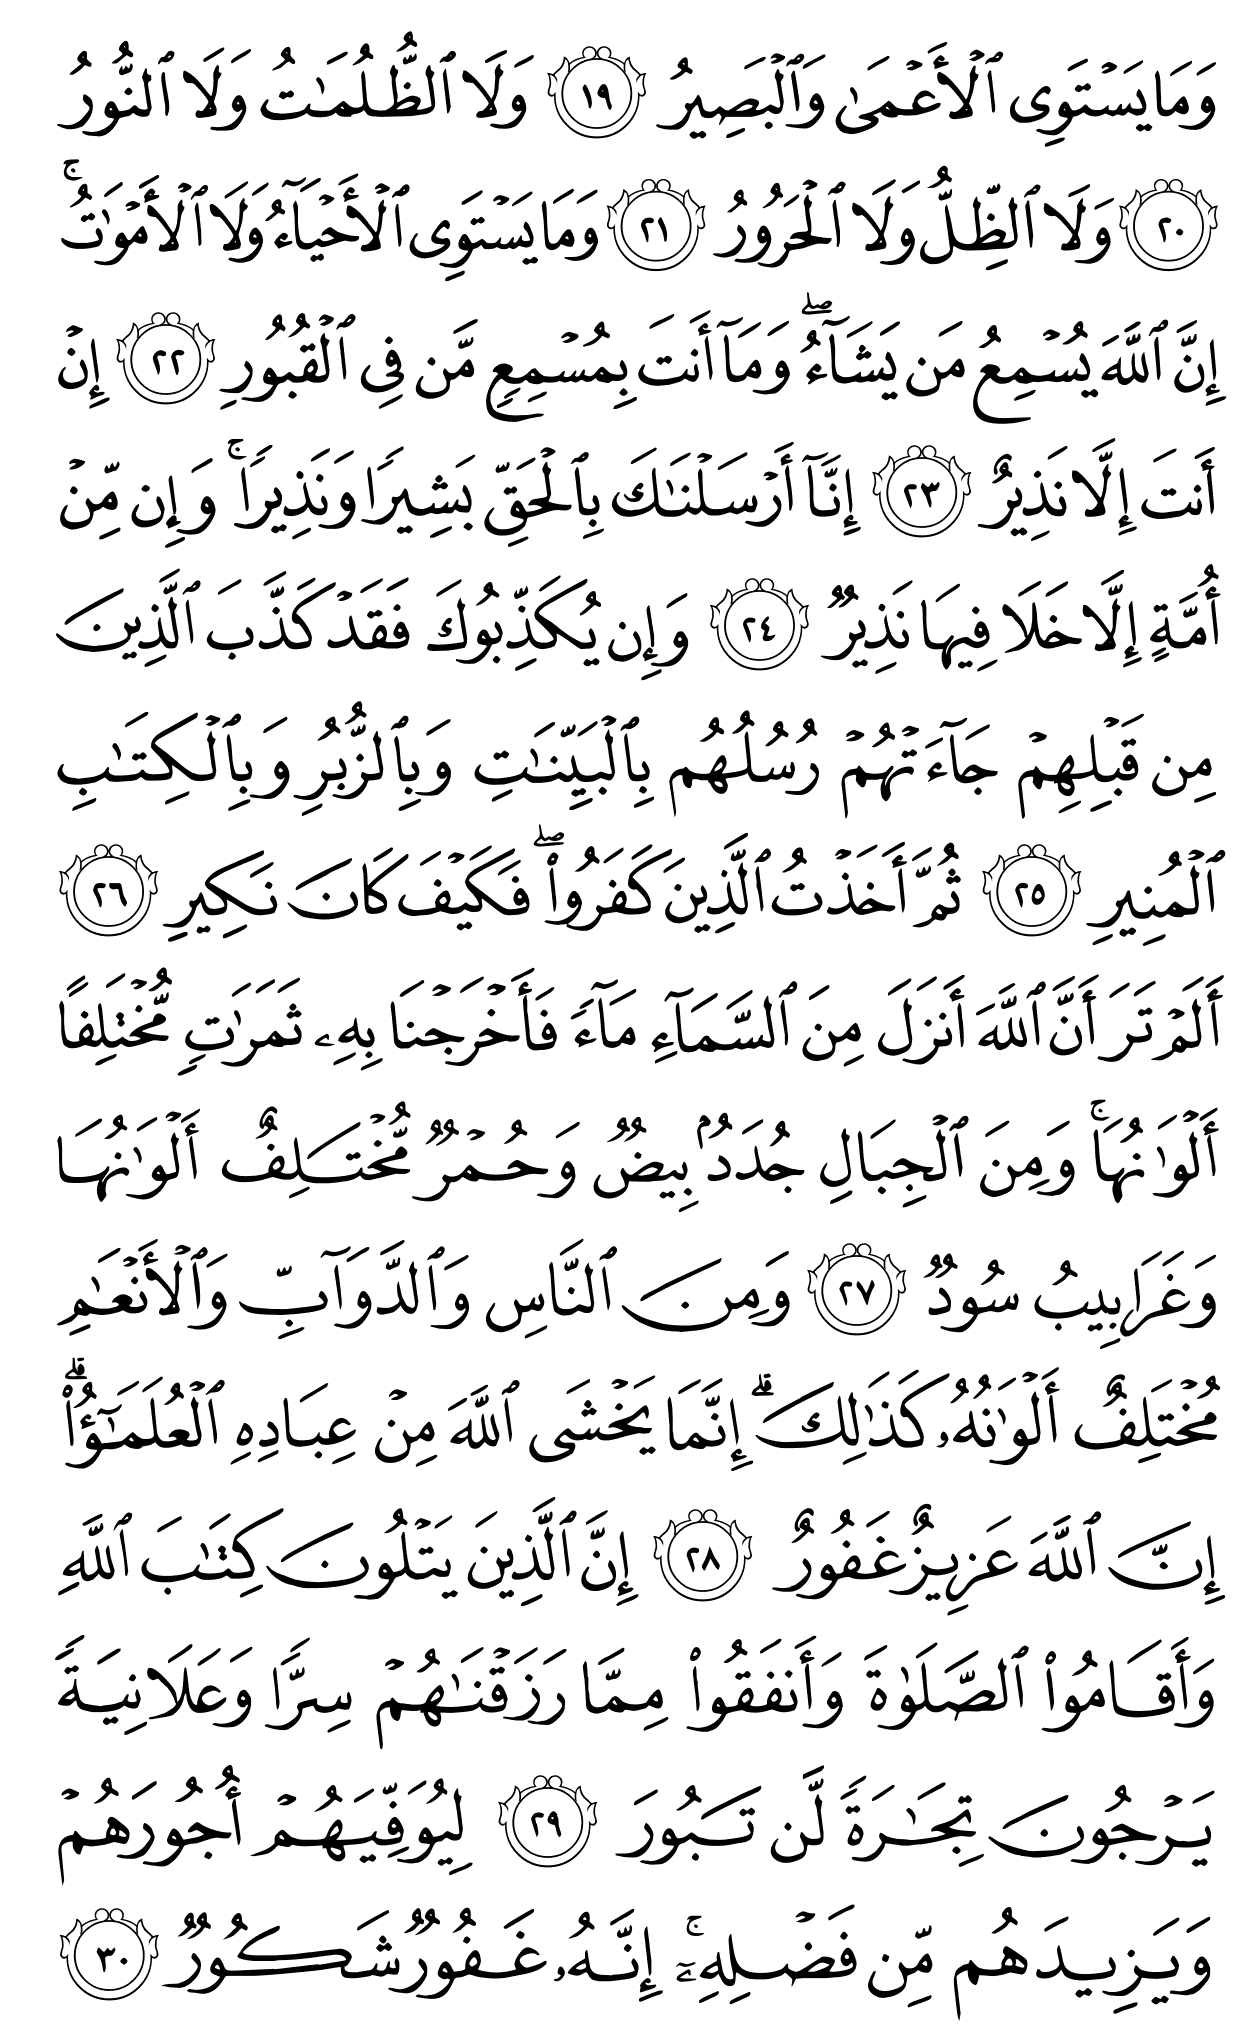 وَمَا يَسۡتَوِى ٱلۡأَعۡمَىٰ وَٱلۡبَصِيرُ ١٩ وَلَا ٱلظُّلُمَٰتُ وَلَا ٱلنُّورُ
٢٠ وَلَا ٱلظِّلُّ وَلَا ٱلۡحَرُورُ ٢١ وَمَا يَسۡتَوِى ٱلۡأَحۡيَآءُ وَلَا ٱلۡأَمۡوَٰتُۚ
إِنَّ ٱللَّهَ يُسۡمِعُ مَن يَشَآءُۖ وَمَآ أَنتَ بِمُسۡمِعٖ مَّن فِى ٱلۡقُبُورِ ٢٢ إِنۡ
أَنتَ إِلَّا نَذِيرٌ ٢٣ إِنَّآ أَرۡسَلۡنَٰكَ بِٱلۡحَقِّ بَشِيرٗا وَنَذِيرٗاۚ وَإِن مِّنۡ
أُمَّةٍ إِلَّا خَلَا فِيهَا نَذِيرٞ ٢٤ وَإِن يُكَذِّبُوكَ فَقَدۡ كَذَّبَ ٱلَّذِينَ
مِن قَبۡلِهِمۡ جَآءَتۡهُمۡ رُسُلُهُم بِٱلۡبَيِّنَٰتِ وَبِٱلزُّبُرِ وَبِٱلۡكِتَٰبِ
ٱلۡمُنِيرِ ٢٥ ثُمَّ أَخَذۡتُ ٱلَّذِينَ كَفَرُواْۖ فَكَيۡفَ كَانَ نَكِيرِ ٢٦
أَلَمۡ تَرَ أَنَّ ٱللَّهَ أَنزَلَ مِنَ ٱلسَّمَآءِ مَآءٗ فَأَخۡرَجۡنَا بِهِۦ ثَمَرَٰتٖ مُّخۡتَلِفًا
أَلۡوَٰنُهَاۚ وَمِنَ ٱلۡجِبَالِ جُدَدُۢ بِيضٞ وَحُمۡرٞ مُّخۡتَلِفٌ أَلۡوَٰنُهَا
وَغَرَابِيبُ سُودٞ ٢٧ وَمِنَ ٱلنَّاسِ وَٱلدَّوَآبِّ وَٱلۡأَنۡعَٰمِ
مُخۡتَلِفٌ أَلۡوَٰنُهُۥ كَذَٰلِكَۗ إِنَّمَا يَخۡشَى ٱللَّهَ مِنۡ عِبَادِهِ ٱلۡعُلَمَٰٓؤُاْۗ
إِنَّ ٱللَّهَ عَزِيزٌ غَفُورٌ ٢٨ إِنَّ ٱلَّذِينَ يَتۡلُونَ كِتَٰبَ ٱللَّهِ
وَأَقَامُواْ ٱلصَّلَوٰةَ وَأَنفَقُواْ مِمَّا رَزَقۡنَٰهُمۡ سِرّٗا وَعَلَانِيَةٗ
يَرۡجُونَ تِجَٰرَةٗ لَّن تَبُورَ ٢٩ لِيُوَفِّيَهُمۡ أُجُورَهُمۡ
وَيَزِيدَهُم مِّن فَضۡلِهِۦٓۚ إِنَّهُۥ غَفُورٞ شَكُورٞ ٣٠